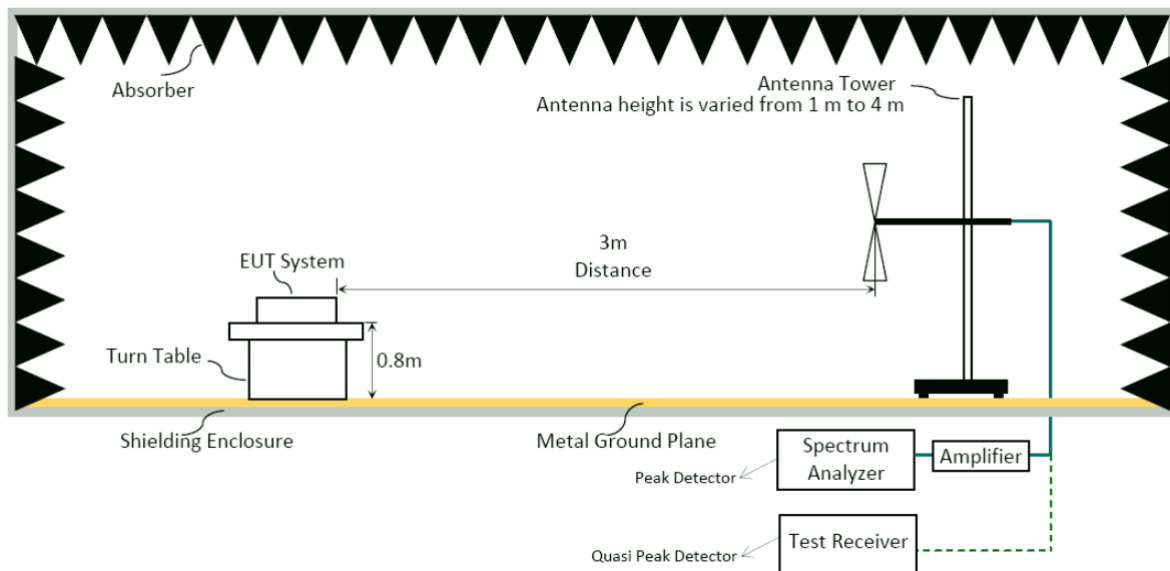 Absorber
Antenna Tower
Antenna height is varied from 1 m to 4 m
3m
Distance
EUT System
Turn Table
0.8m
Shielding Enclosure
Metal Ground Plane
Spectrum
Analyzer
Amplifier
Peak Detector
Test Receiver
Quasi Peak Detector